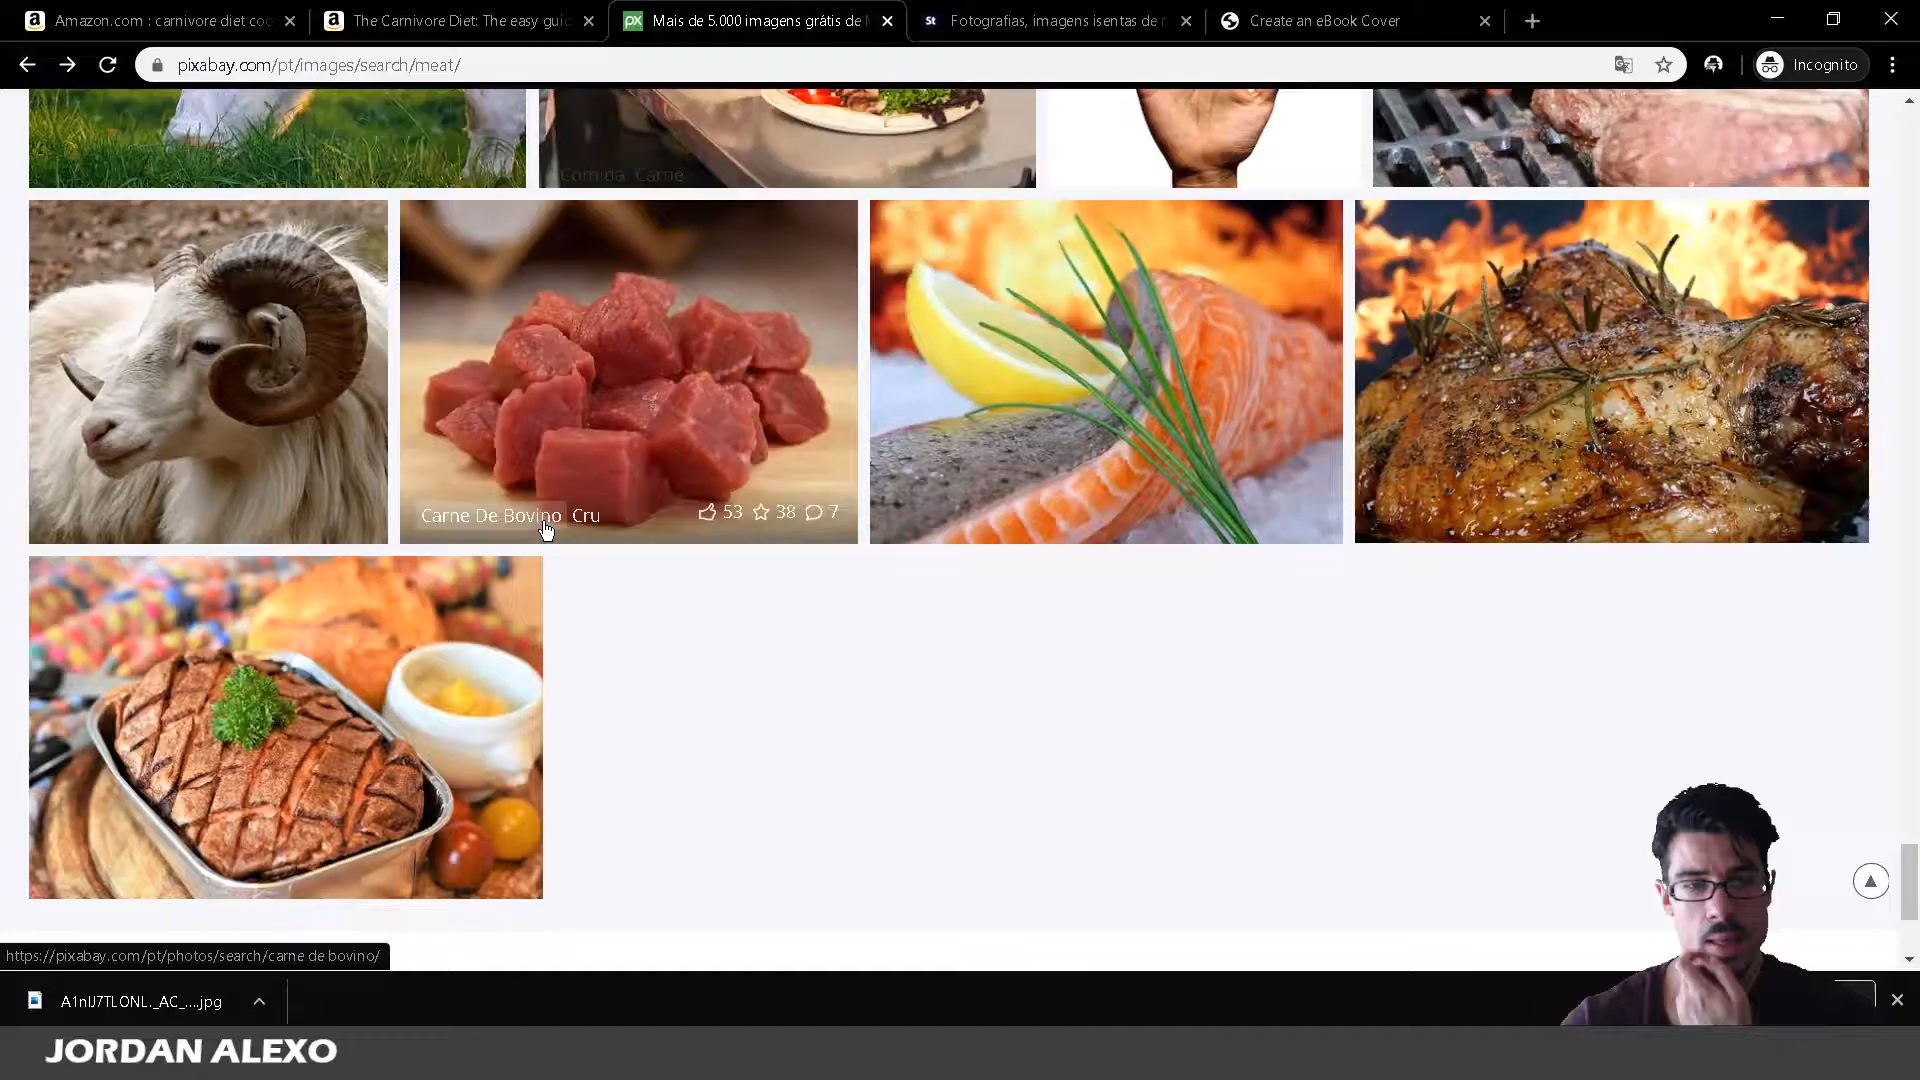 Amazon.com : carnivore diet coo
The Carnivore Diet: The easy guid
Mais de 5.000 imagens grátis de
Fotografias, imagens isentas de r
Create an eBook Cover
pixabay.com/pt/images/search/meat/
Incognito
Comida Carne
Carne De Bovino Cru
53 38 7
https://pixabay.com/pt/photos/search/carne de bovino/
A1nIJ7TLONL._AC_....jpg
JORDAN ALEXO